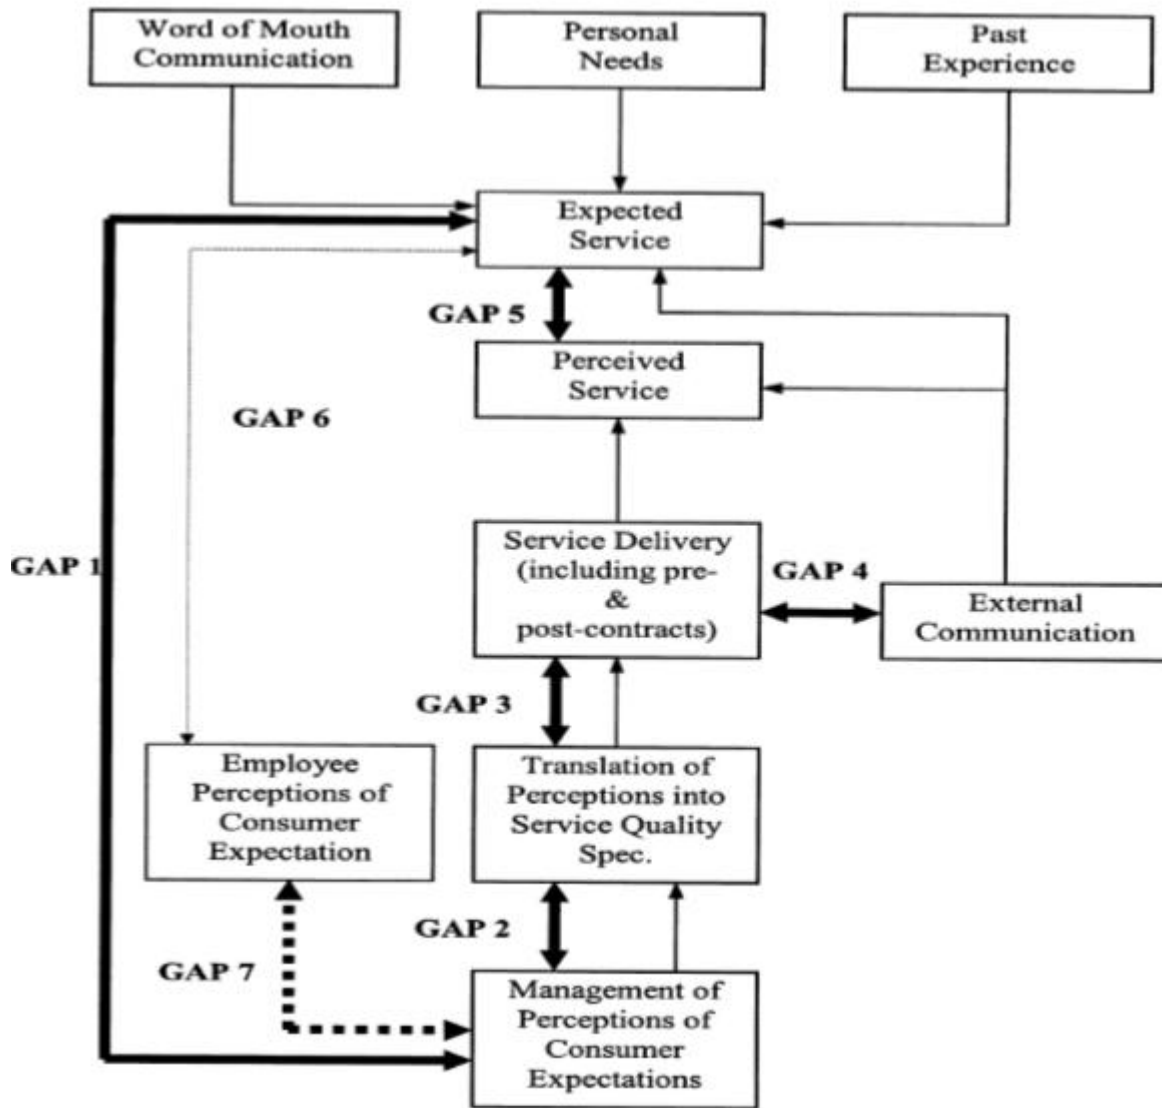 Word of Mouth
Communication
Personal
Needs
Past
Experience
Expected
Service
GAP 5
Perceived
Service
GAP 6
GAP 1
Service Delivery
(including pre-
&
post-contracts)
GAP 4
External
Communication
GAP 3
Employee
Perceptions of
Consumer
Expectation
Translation of
Perceptions into
Service Quality
Spec.
GAP 2
GAP 7
Management of
Perceptions of
Consumer
Expectations